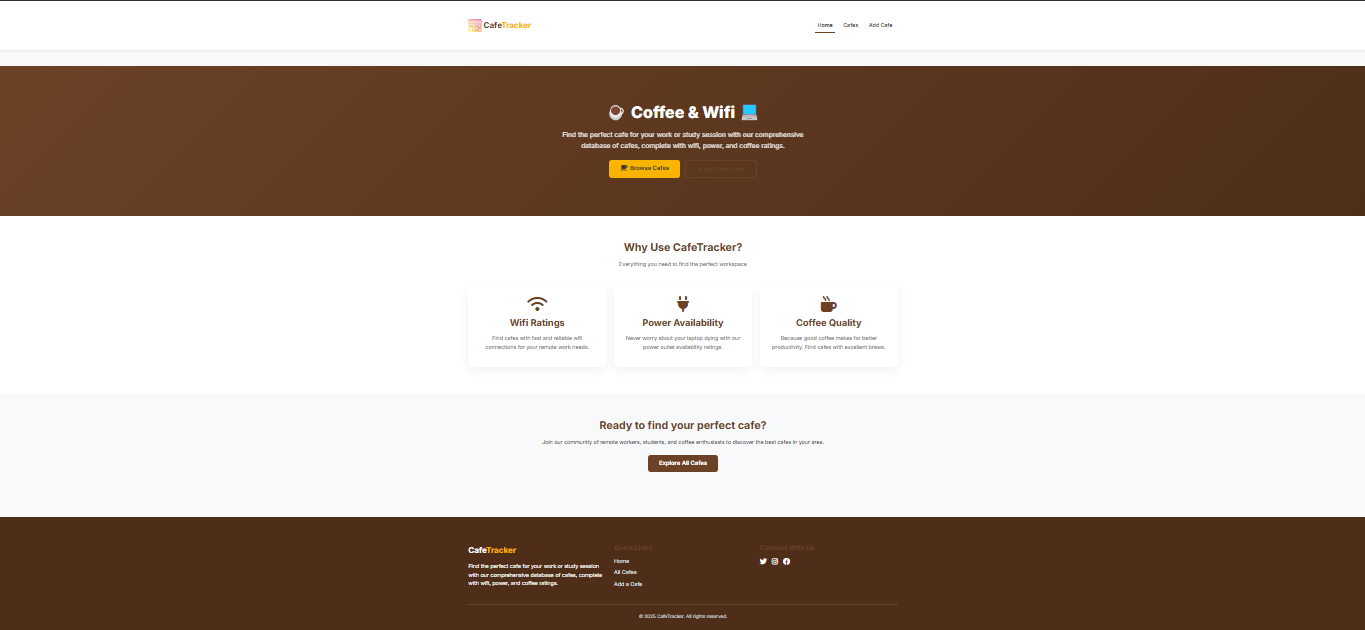 CafeTracker
Home Cafes Add Cafe
Coffee & Wifi
Find the perfect cafe for your work or study session with our comprehensive
database of cafes, complete with wifi, power, and coffee ratings.
Browse Cafes
Why Use CafeTracker?
Everything you need to find the perfect workspace
Wifi Ratings
Find cafes with fast and reliable wifi
connections for your remote work needs.
Power Availability
Never worry about your laptop dying with our
power outlet availability ratings.
Coffee Quality
Because good coffee makes for better
productivity. Find cafes with excellent brews.
Ready to find your perfect cafe?
Join our community of remote workers, students, and coffee enthusiasts to discover the best cafes in your area.
Explore All Cafes
CafeTracker
Find the perfect cafe for your work or study session
with our comprehensive database of cafes, complete
with wifi, power, and coffee ratings.
Quick Links
Home
All Cafes
Add a Cafe
Connect With Us
© 2025 CafeTracker. All rights reserved.